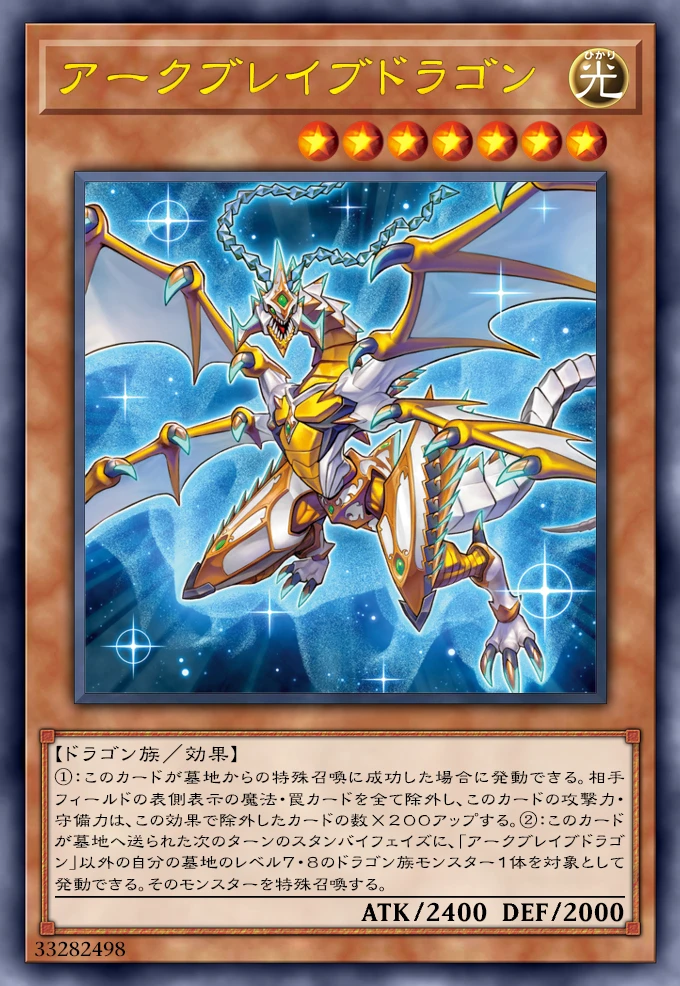 アークブレイブドラゴン
ひかり
光
【ドラゴン族／効果】
①：このカードが墓地からの特殊召喚に成功した場合に発動できる。相手
フィールドの表側表示の魔法・罠カードを全て除外し、このカードの攻撃力・
守備力は、この効果で除外したカードの数×２００アップする。②：このカード
が墓地へ送られた次のターンのスタンバイフェイズに、「アークブレイブドラゴ
ン」以外の自分の墓地のレベル７・８のドラゴン族モンスター１体を対象として
発動できる。そのモンスターを特殊召喚する。
ATK/2400 DEF/2000
33282498